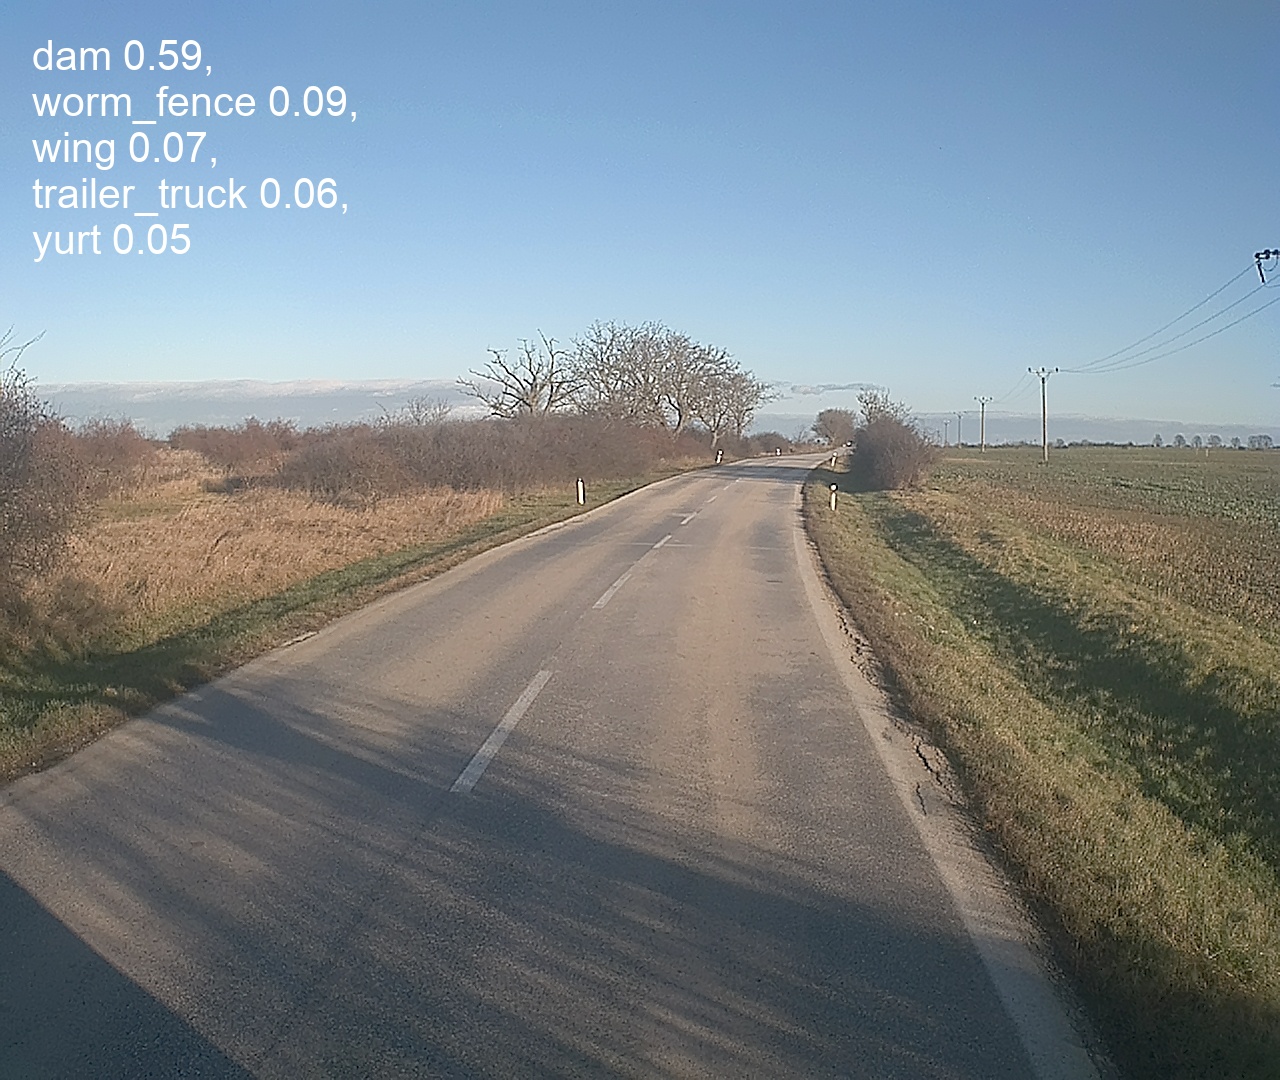 dam 0.59,
worm_fence 0.09,
wing 0.07,
trailer_truck 0.06,
yurt 0.05